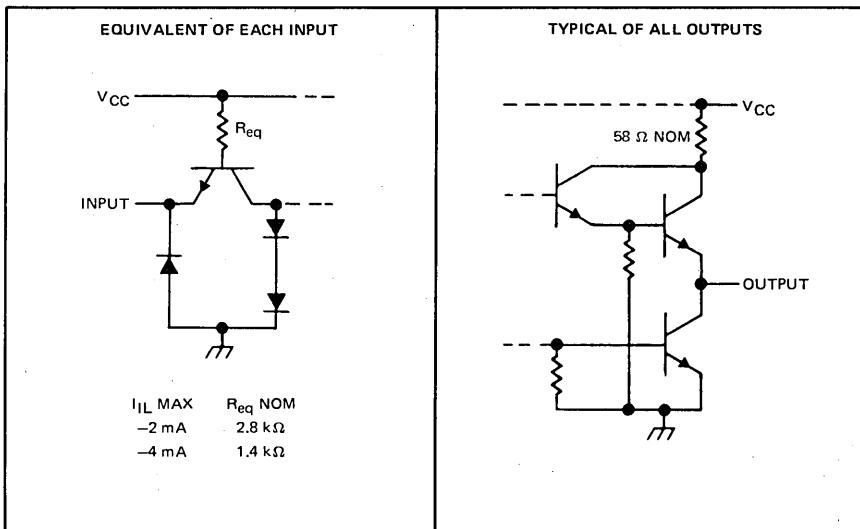 EQUIVALENT OF EACH INPUT
VCC
Req
INPUT
IIL MAX Req NOM
−2 mA 2.8 kΩ
−4 mA 1.4 kΩ
TYPICAL OF ALL OUTPUTS
VCC
58 Ω NOM
OUTPUT